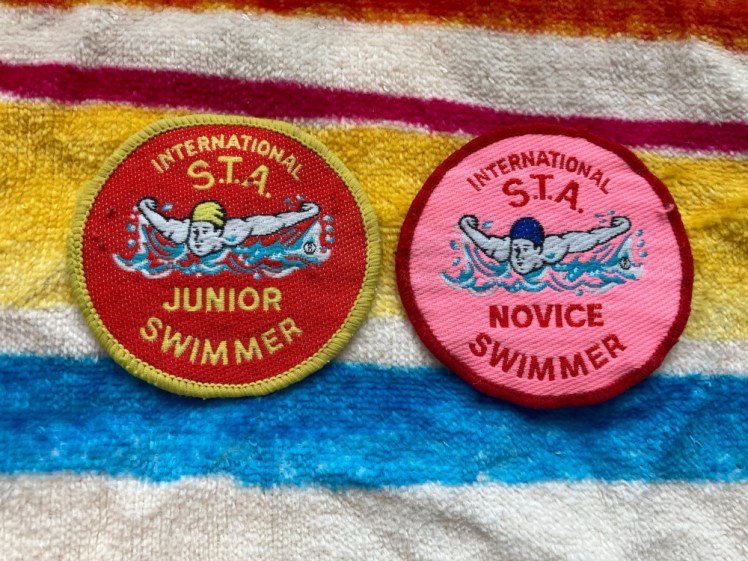 INTERNATIONAL
S.T.A.
JUNIOR
SWIMMER
INTERNATIONAL
S.T.A.
NOVICE
SWIMMER